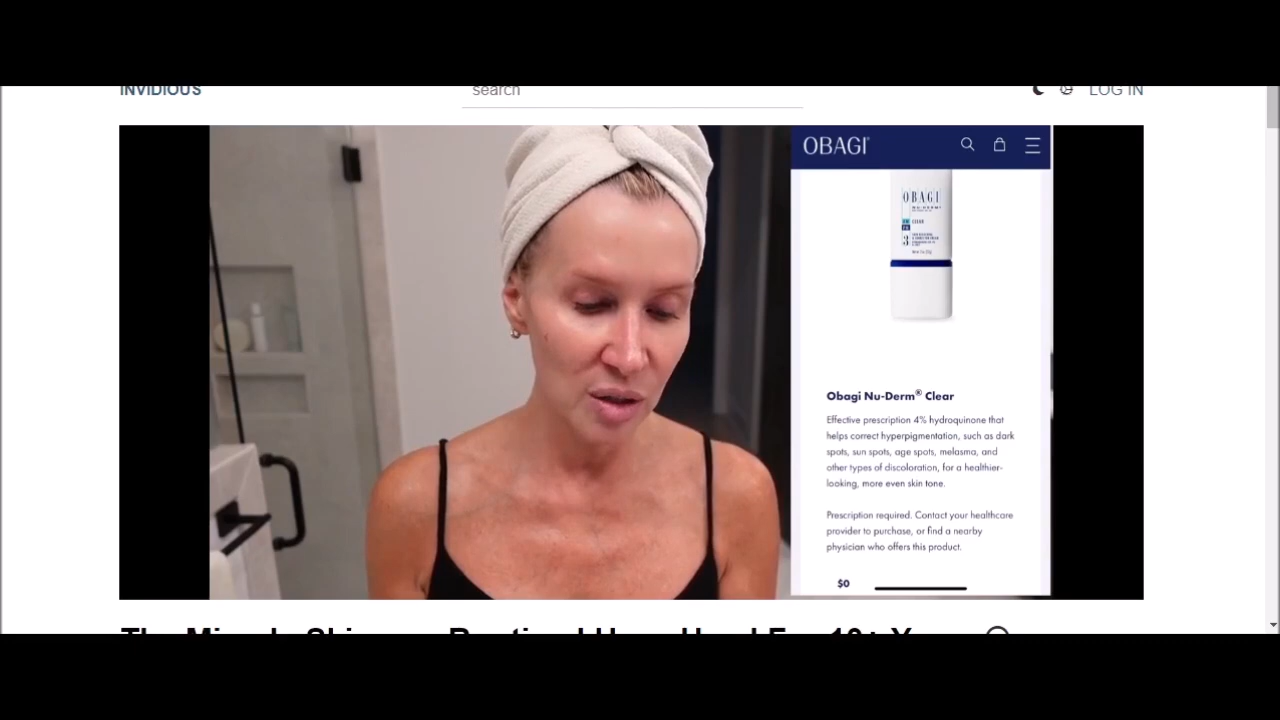 INVIDIOUS
search
LOG IN
OBAGI
OBAGI
CLEAR
3
Obagi Nu-Derm® Clear
Effective prescription 4% hydroquinone that
helps correct hyperpigmentation, such as dark
spots, sun spots, age spots, melasma, and
other types of discoloration, for a healthier-
looking, more even skin tone.
Prescription required. Contact your healthcare
provider to purchase, or find a nearby
physician who offers this product.
$0